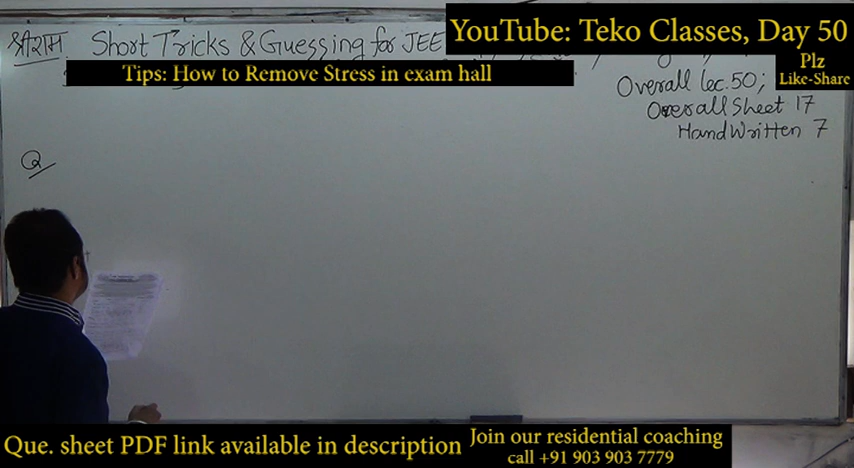 श्रीराम Short Tricks & Guessing for JEE
YouTube: Teko Classes, Day 50
Plz
Like-Share
Tips: How to Remove Stress in exam hall
Overall lec.50;
Overall Sheet 17
HandWritten 7
Q
Que. sheet PDF link available in description
Join our residential coaching
call +91 903 903 7779